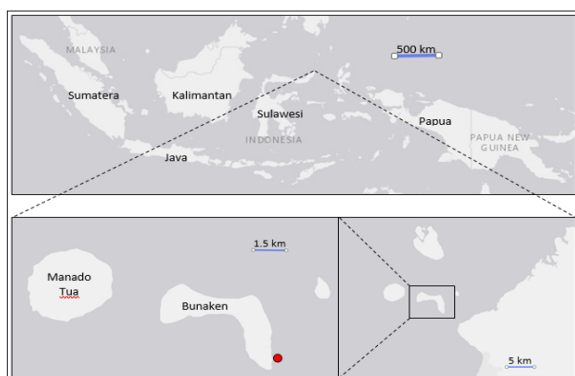 MALAYSIA
500 km
Sumatera
Kalimantan
Sulawesi
Papua
INDONESIA
PAPUA NEW
GUINEA
Java
1.5 km
Manado
Tua
Bunaken
5 km